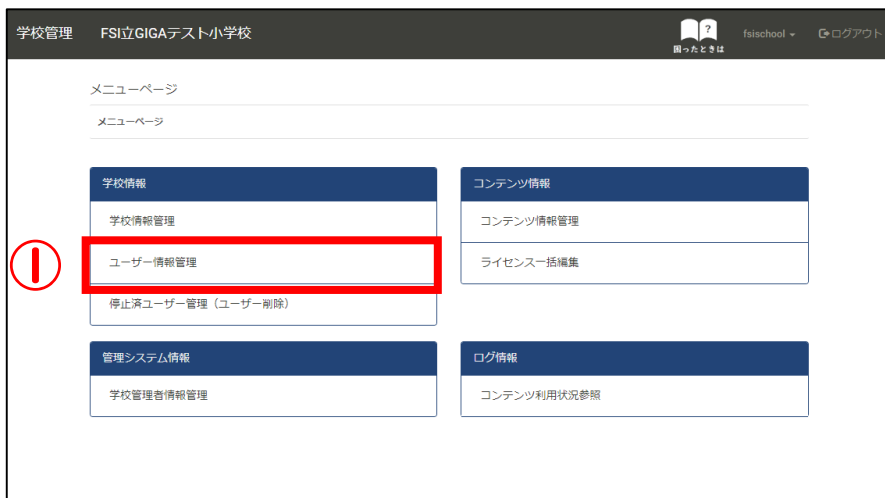 学校管理 FSI立GIGAテスト小学校 ? 困ったときは fsischool ログアウト
メニューページ
メニューページ
学校情報
学校情報管理
①
ユーザー情報管理
停止済ユーザー管理（ユーザー削除）
コンテンツ情報
コンテンツ情報管理
ライセンス一括編集
管理システム情報
学校管理者情報管理
ログ情報
コンテンツ利用状況参照